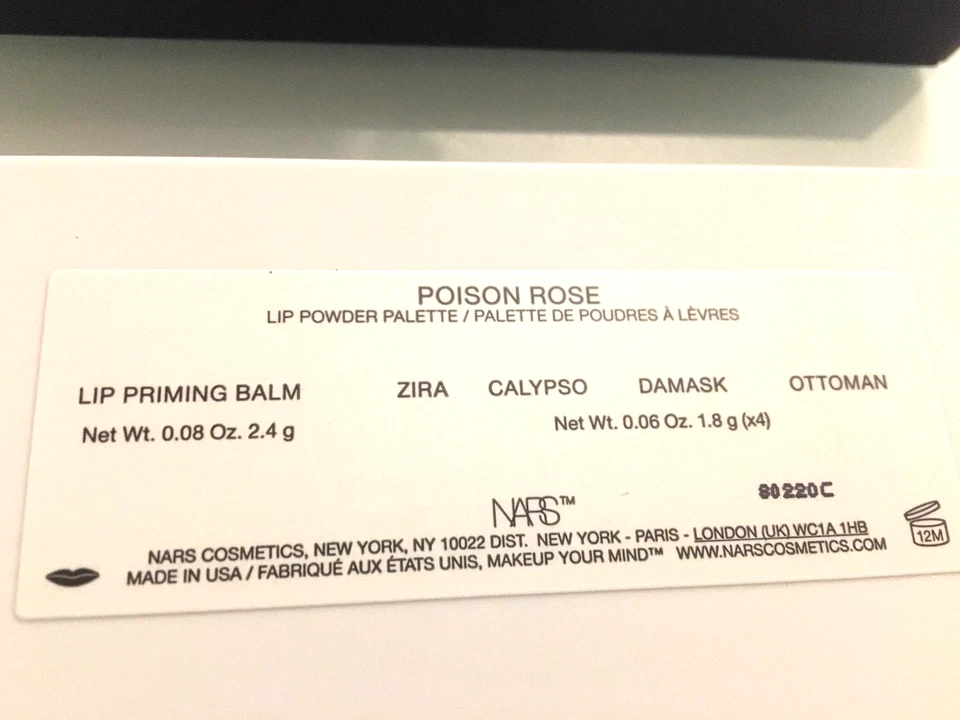 POISON ROSE
LIP POWDER PALETTE / PALETTE DE POUDRES À LÈVRES
LIP PRIMING BALM ZIRA CALYPSO DAMASK OTTOMAN
Net Wt. 0.08 Oz. 2.4 g Net Wt. 0.06 Oz. 1.8 g (x4)
80220C
NARS™
NARS COSMETICS, NEW YORK, NY 10022 DIST. NEW YORK - PARIS - LONDON (UK) WC1A 1HB
MADE IN USA / FABRIQUÉ AUX ÉTATS UNIS, MAKEUP YOUR MIND™ WWW.NARSCOSMETICS.COM
12M